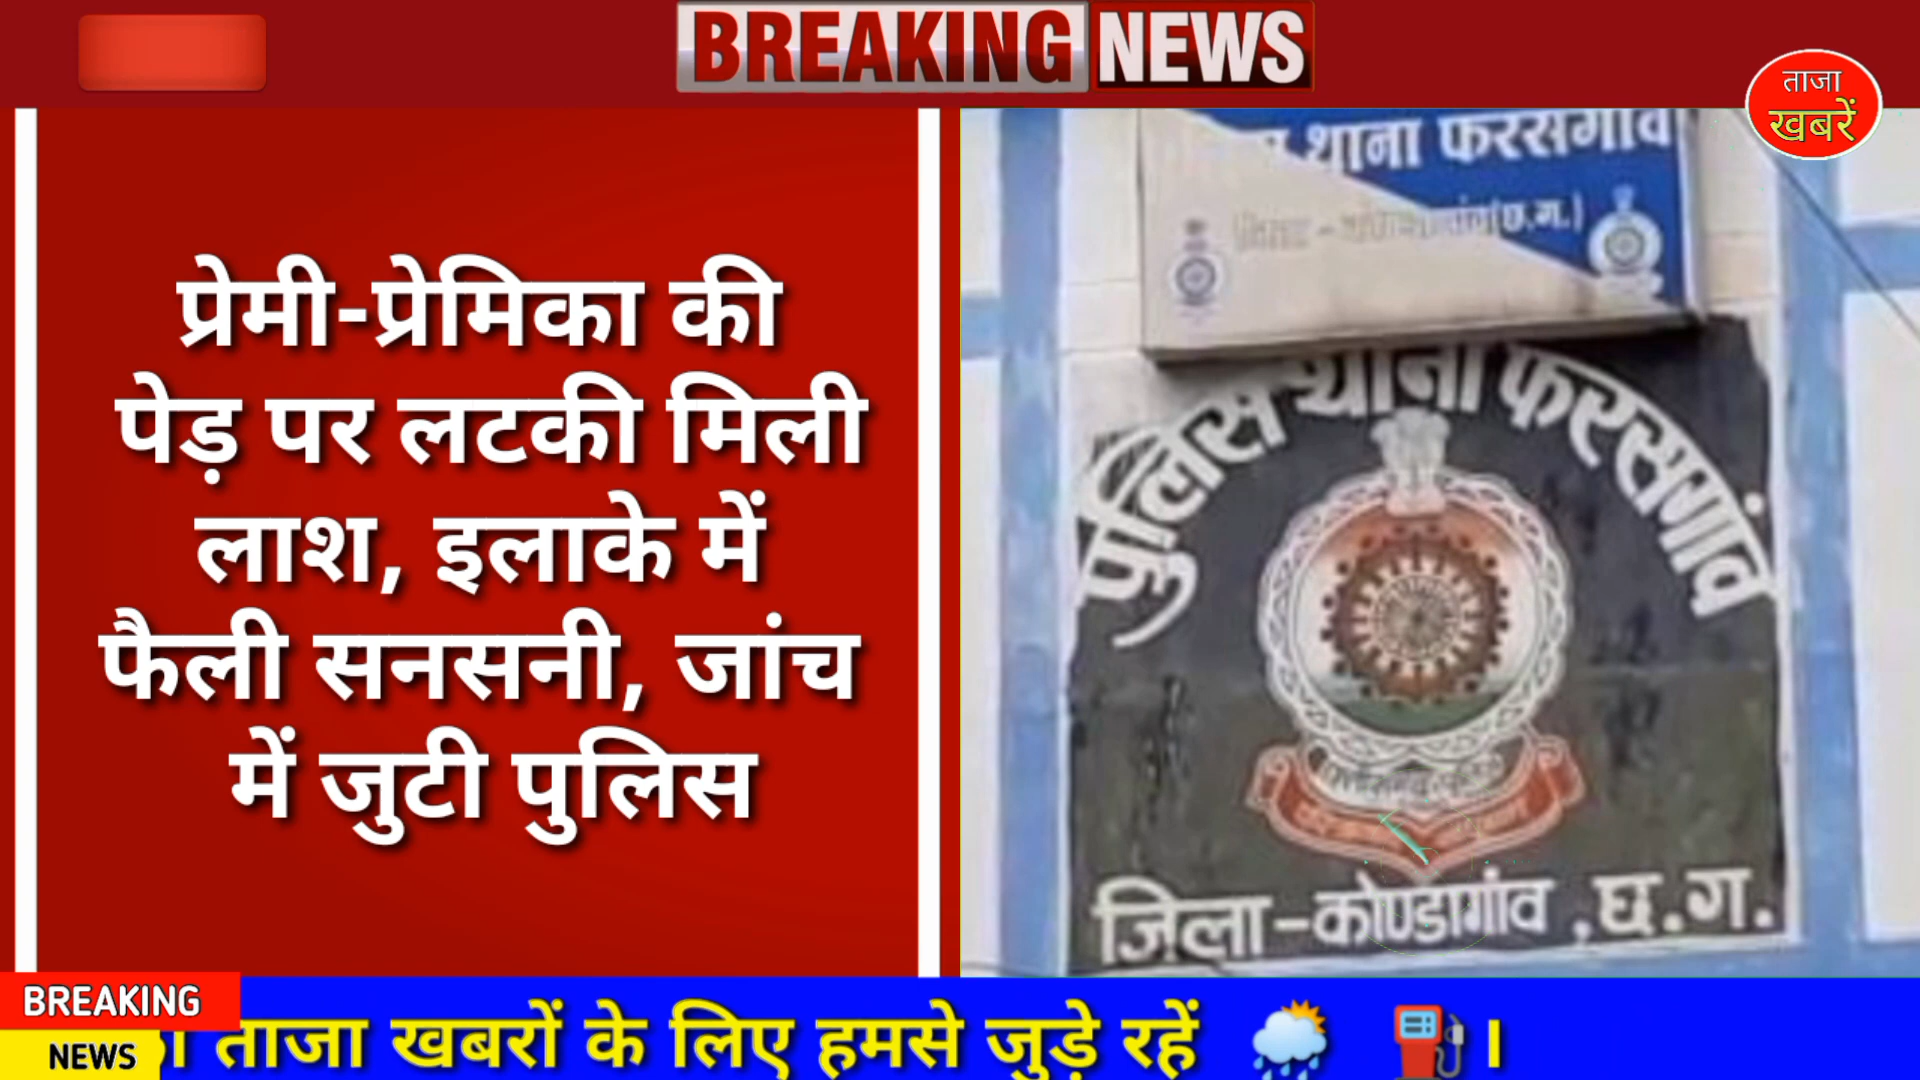 BREAKING NEWS
ताजा
खबरें
प्रेमी-प्रेमिका की
पेड़ पर लटकी मिली
लाश, इलाके में
फैली सनसनी, जांच
में जुटी पुलिस
थाना फरसगांव
(छ.ग.)
पुलिस थाना फरसगांव
जिला-कोण्डागांव, छ.ग.
BREAKING
NEWS
ताजा खबरों के लिए हमसे जुड़े रहें ।